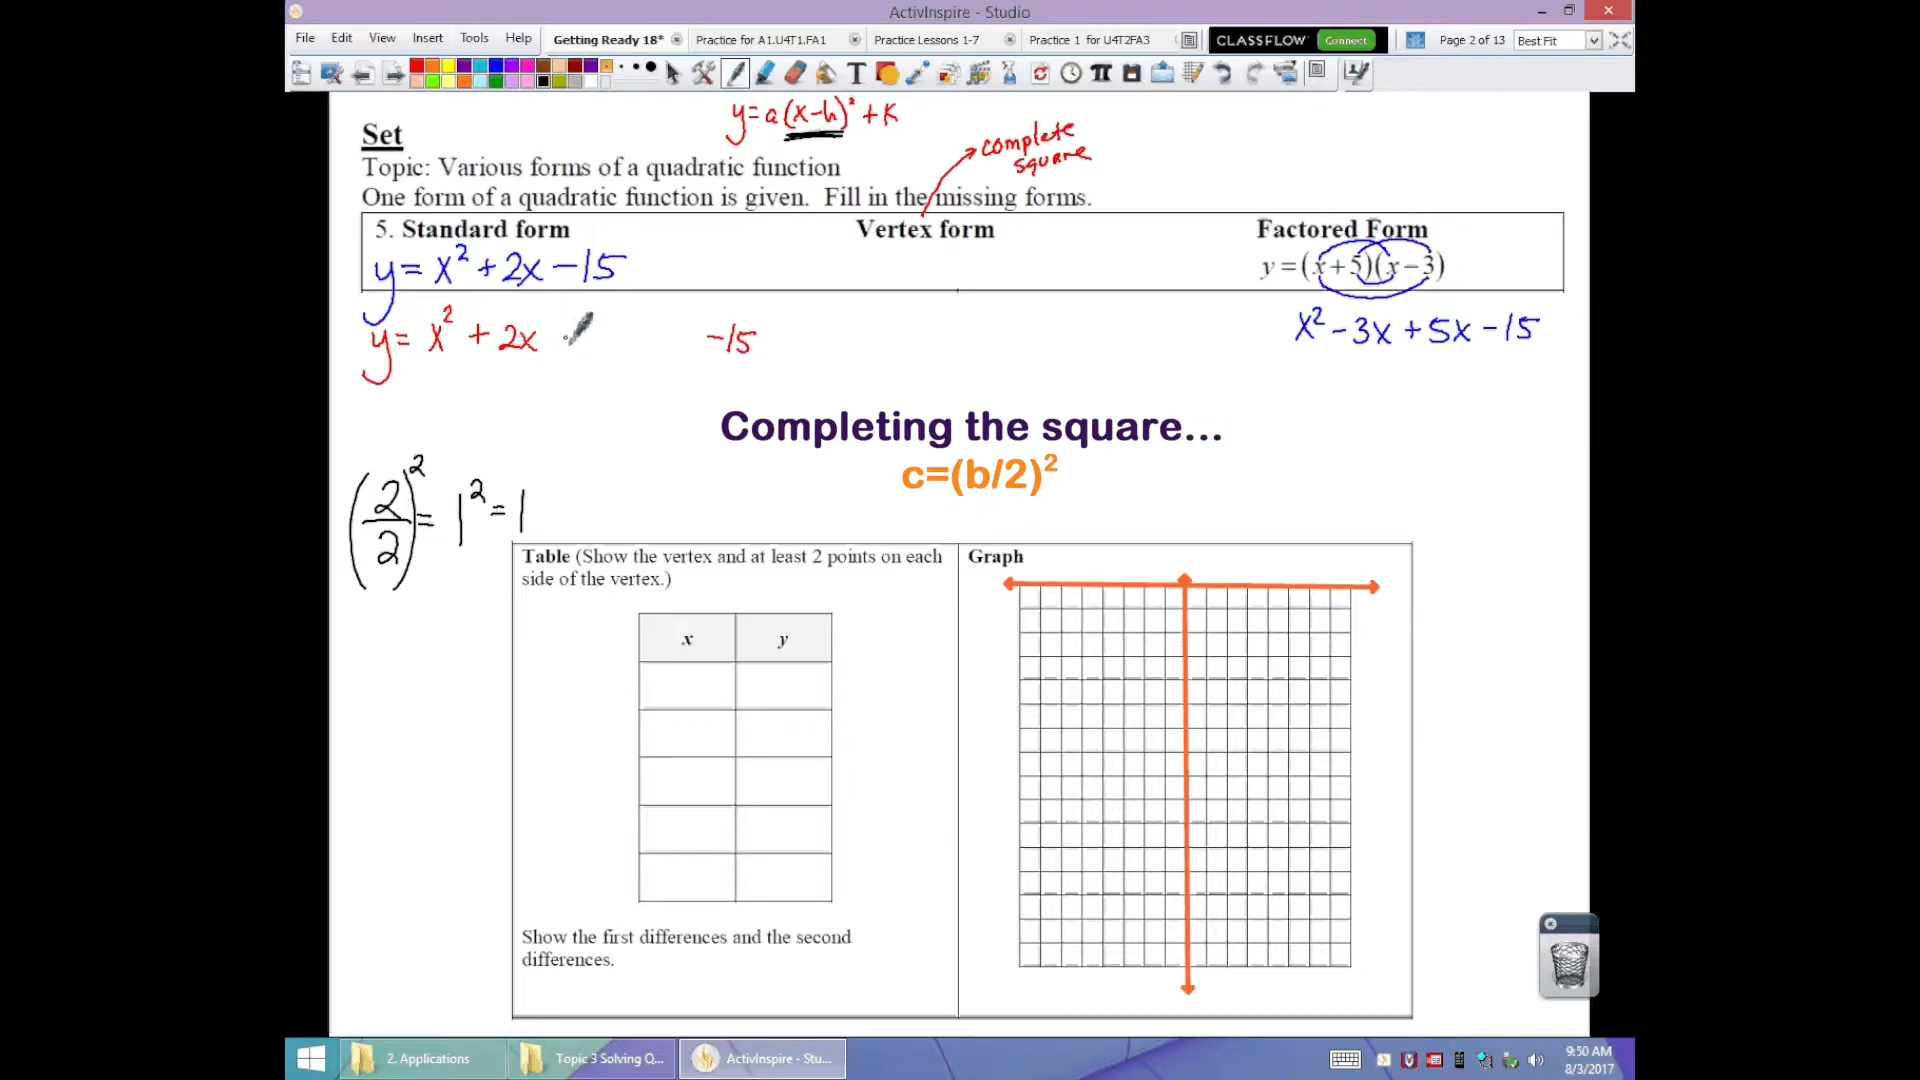 ActivInspire - Studio
File Edit View Insert Tools Help Getting Ready 18* Practice for A1.U4T1.FA1 Practice Lessons 1-7 Practice 1 for U4T2FA3 CLASSFLOW Connect Page 2 of 13 Best Fit
y=a(x-h)²+k
Set
complete
square
Topic: Various forms of a quadratic function
One form of a quadratic function is given. Fill in the missing forms.
5. Standard form Vertex form Factored Form
y=x²+2x-15 y=(x+5)(x-3)
y=x²+2x -15 x²-3x+5x-15
Completing the square...
c=(b/2)²
(2/2)²=1²=1
Table (Show the vertex and at least 2 points on each
side of the vertex.)
Graph
x y
Show the first differences and the second
differences.
2. Applications Topic 3 Solving Q... ActivInspire - Stu... 9:50 AM
8/3/2017